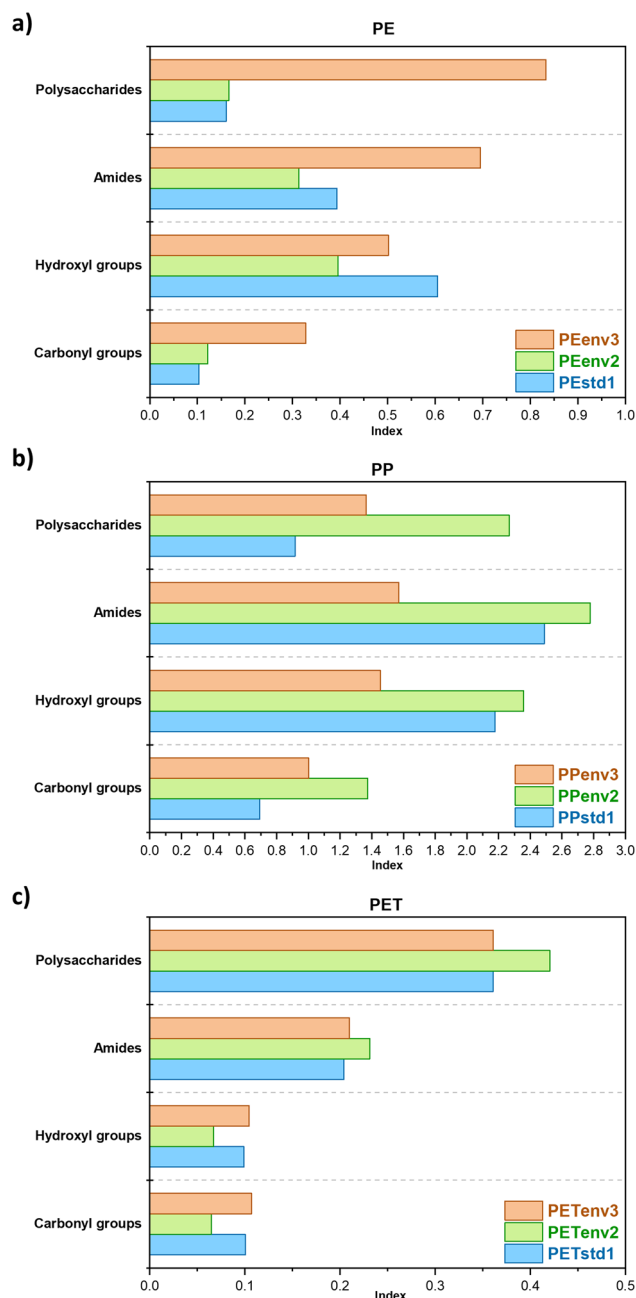 a)
PE
Polysaccharides
Amides
Hydroxyl groups
Carbonyl groups
PEenv3
PEenv2
PEstd1
0.0 0.1 0.2 0.3 0.4 0.5 0.6 0.7 0.8 0.9 1.0
Index
b)
PP
Polysaccharides
Amides
Hydroxyl groups
Carbonyl groups
PPenv3
PPenv2
PPstd1
0.0 0.2 0.4 0.6 0.8 1.0 1.2 1.4 1.6 1.8 2.0 2.2 2.4 2.6 2.8 3.0
Index
c)
PET
Polysaccharides
Amides
Hydroxyl groups
Carbonyl groups
PETenv3
PETenv2
PETstd1
0.0 0.1 0.2 0.3 0.4 0.5
Index